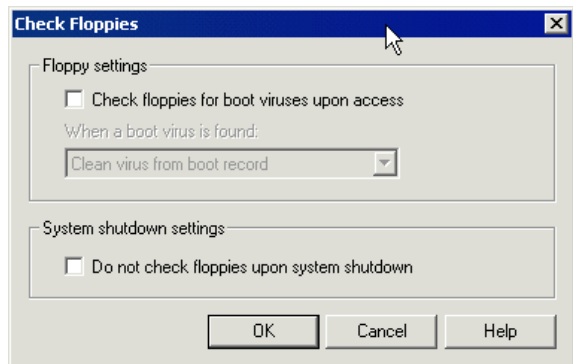 Check Floppies
Floppy settings
Check floppies for boot viruses upon access
When a boot virus is found:
Clean virus from boot record
System shutdown settings
Do not check floppies upon system shutdown
OK Cancel Help